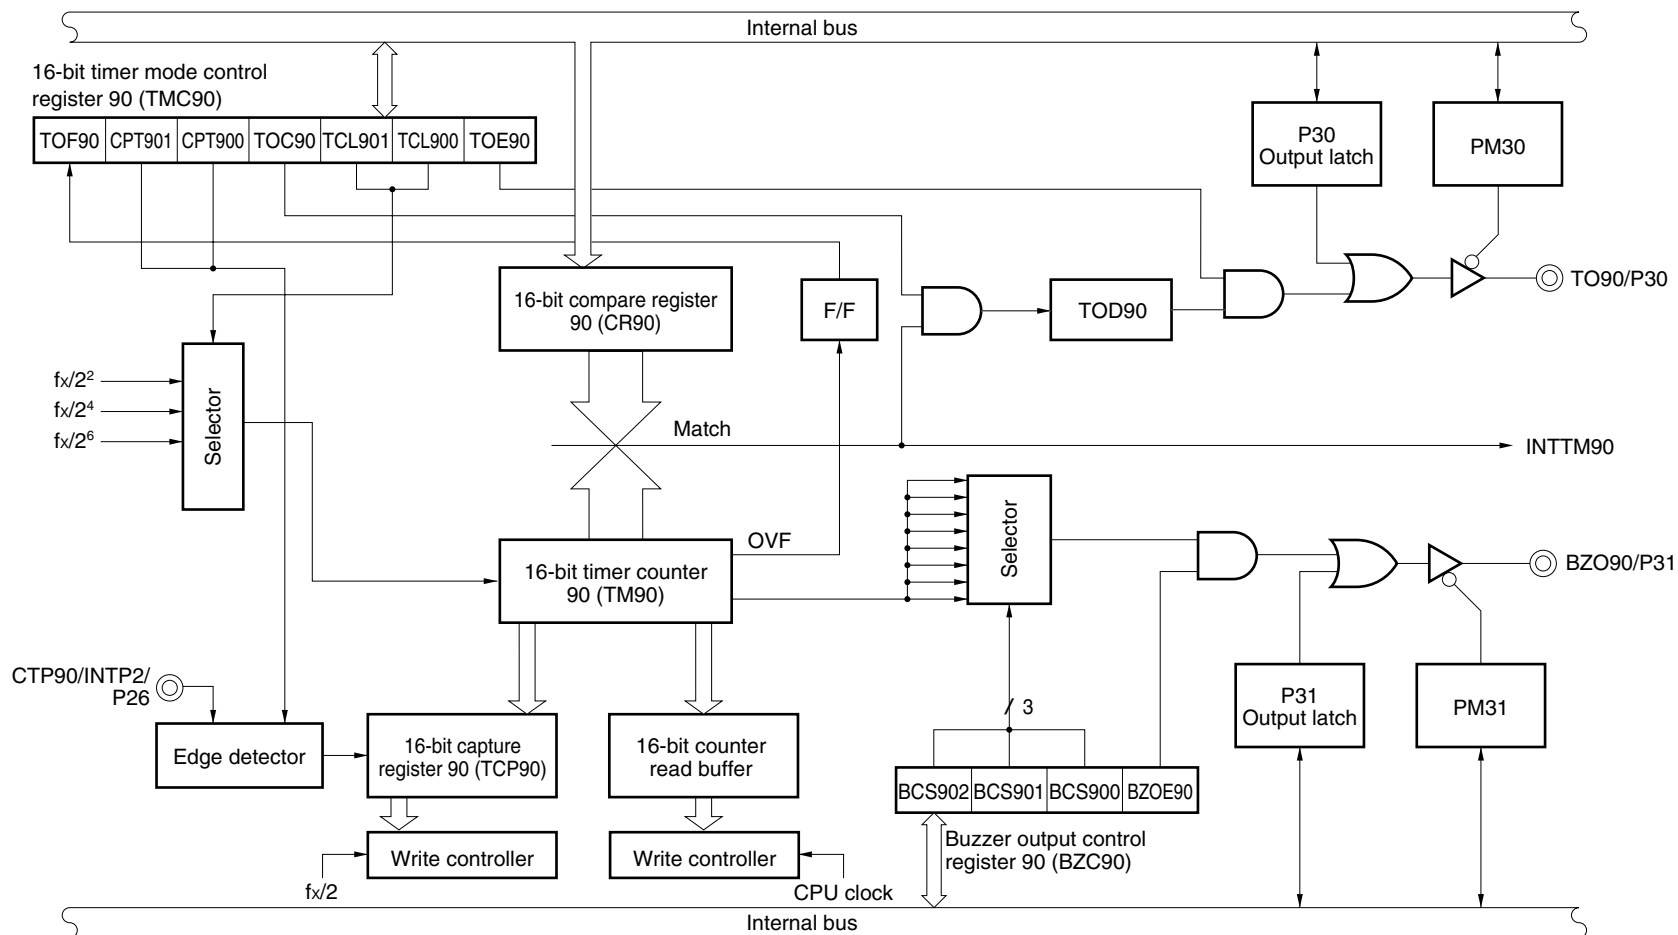 Internal bus
16-bit timer mode control
register 90 (TMC90)
TOF90 CPT901 CPT900 TOC90 TCL901 TCL900 TOE90
P30
Output latch
PM30
16-bit compare register
90 (CR90)
F/F
TOD90
TO90/P30
fx/2²
fx/2⁴
fx/2⁶
Selector
Match
INTTM90
OVF
16-bit timer counter
90 (TM90)
Selector
BZO90/P31
CTP90/INTP2/
P26
Edge detector
16-bit capture
register 90 (TCP90)
16-bit counter
read buffer
3
P31
Output latch
PM31
BCS902 BCS901 BCS900 BZOE90
Write controller
Write controller
Buzzer output control
register 90 (BZC90)
fx/2
CPU clock
Internal bus